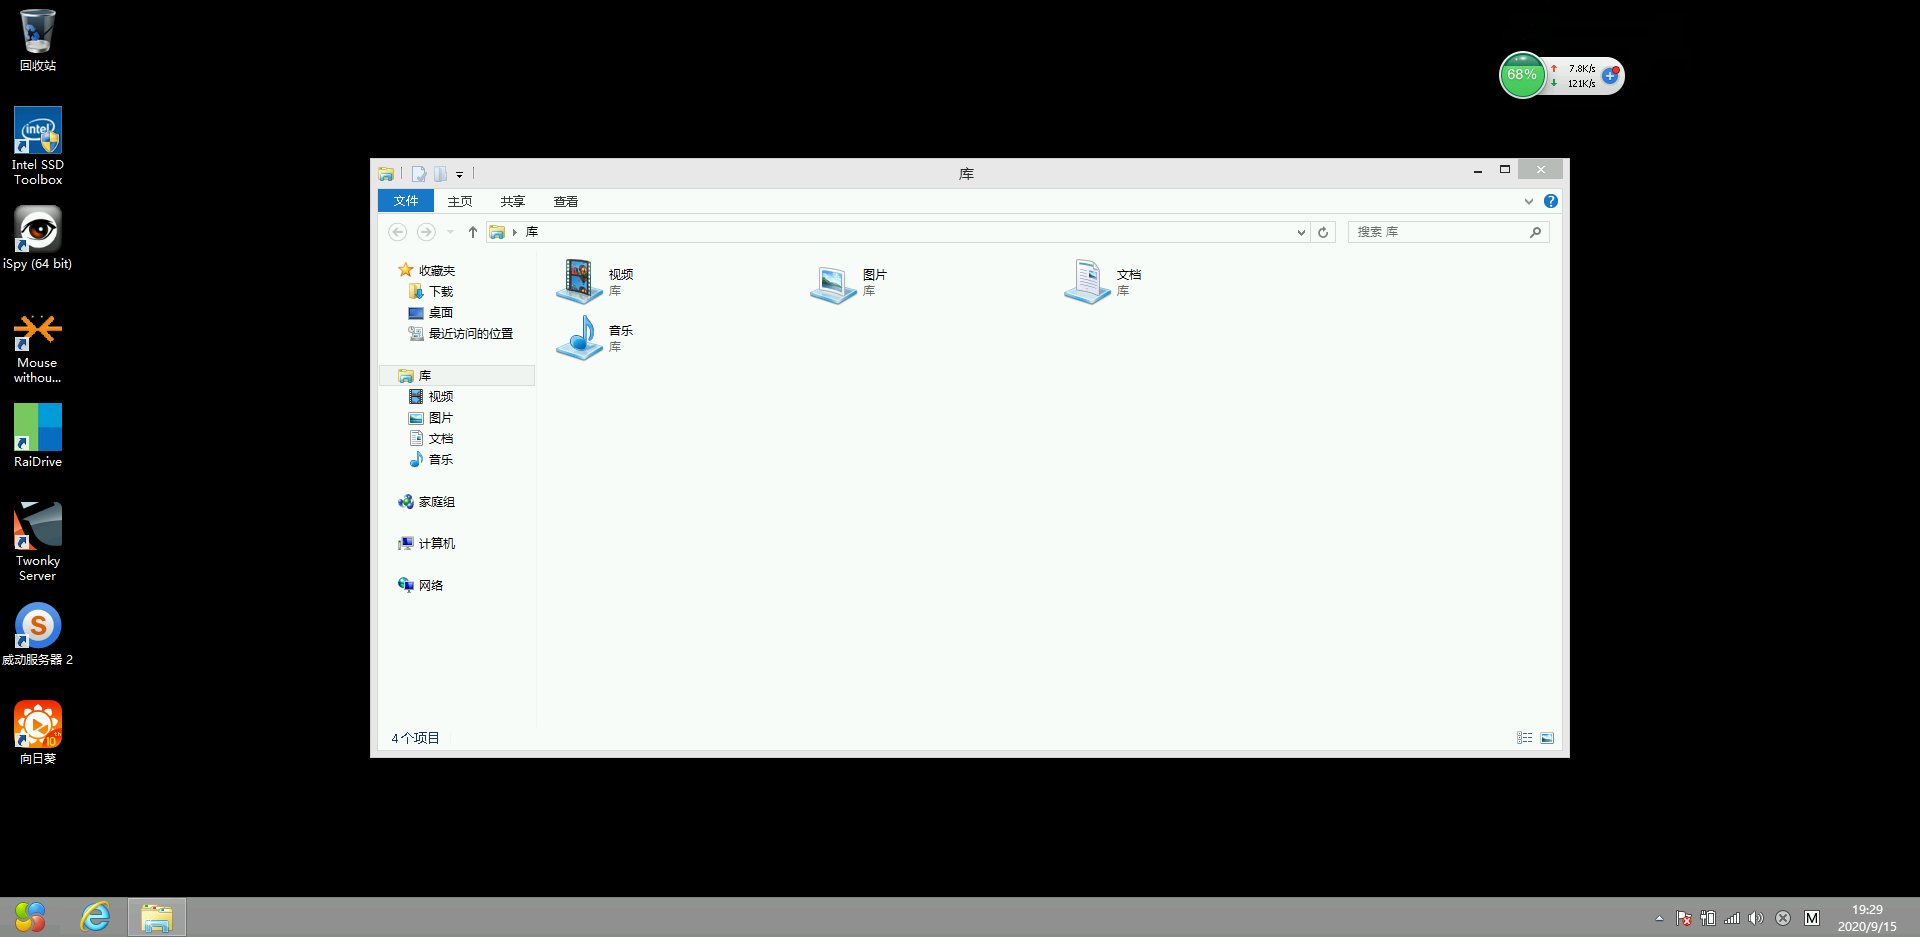 回收站
intel
Intel SSD
Toolbox
iSpy (64 bit)
Mouse
withou...
RaiDrive
Twonky
Server
S
威动服务器 2
10th
向日葵
68%
7.8K/s
121K/s
库
文件
主页
共享
查看
库
搜索 库
收藏夹
下载
桌面
最近访问的位置
库
视频
图片
文档
音乐
家庭组
计算机
网络
视频
库
图片
库
文档
库
音乐
库
4 个项目
M
19:29
2020/9/15